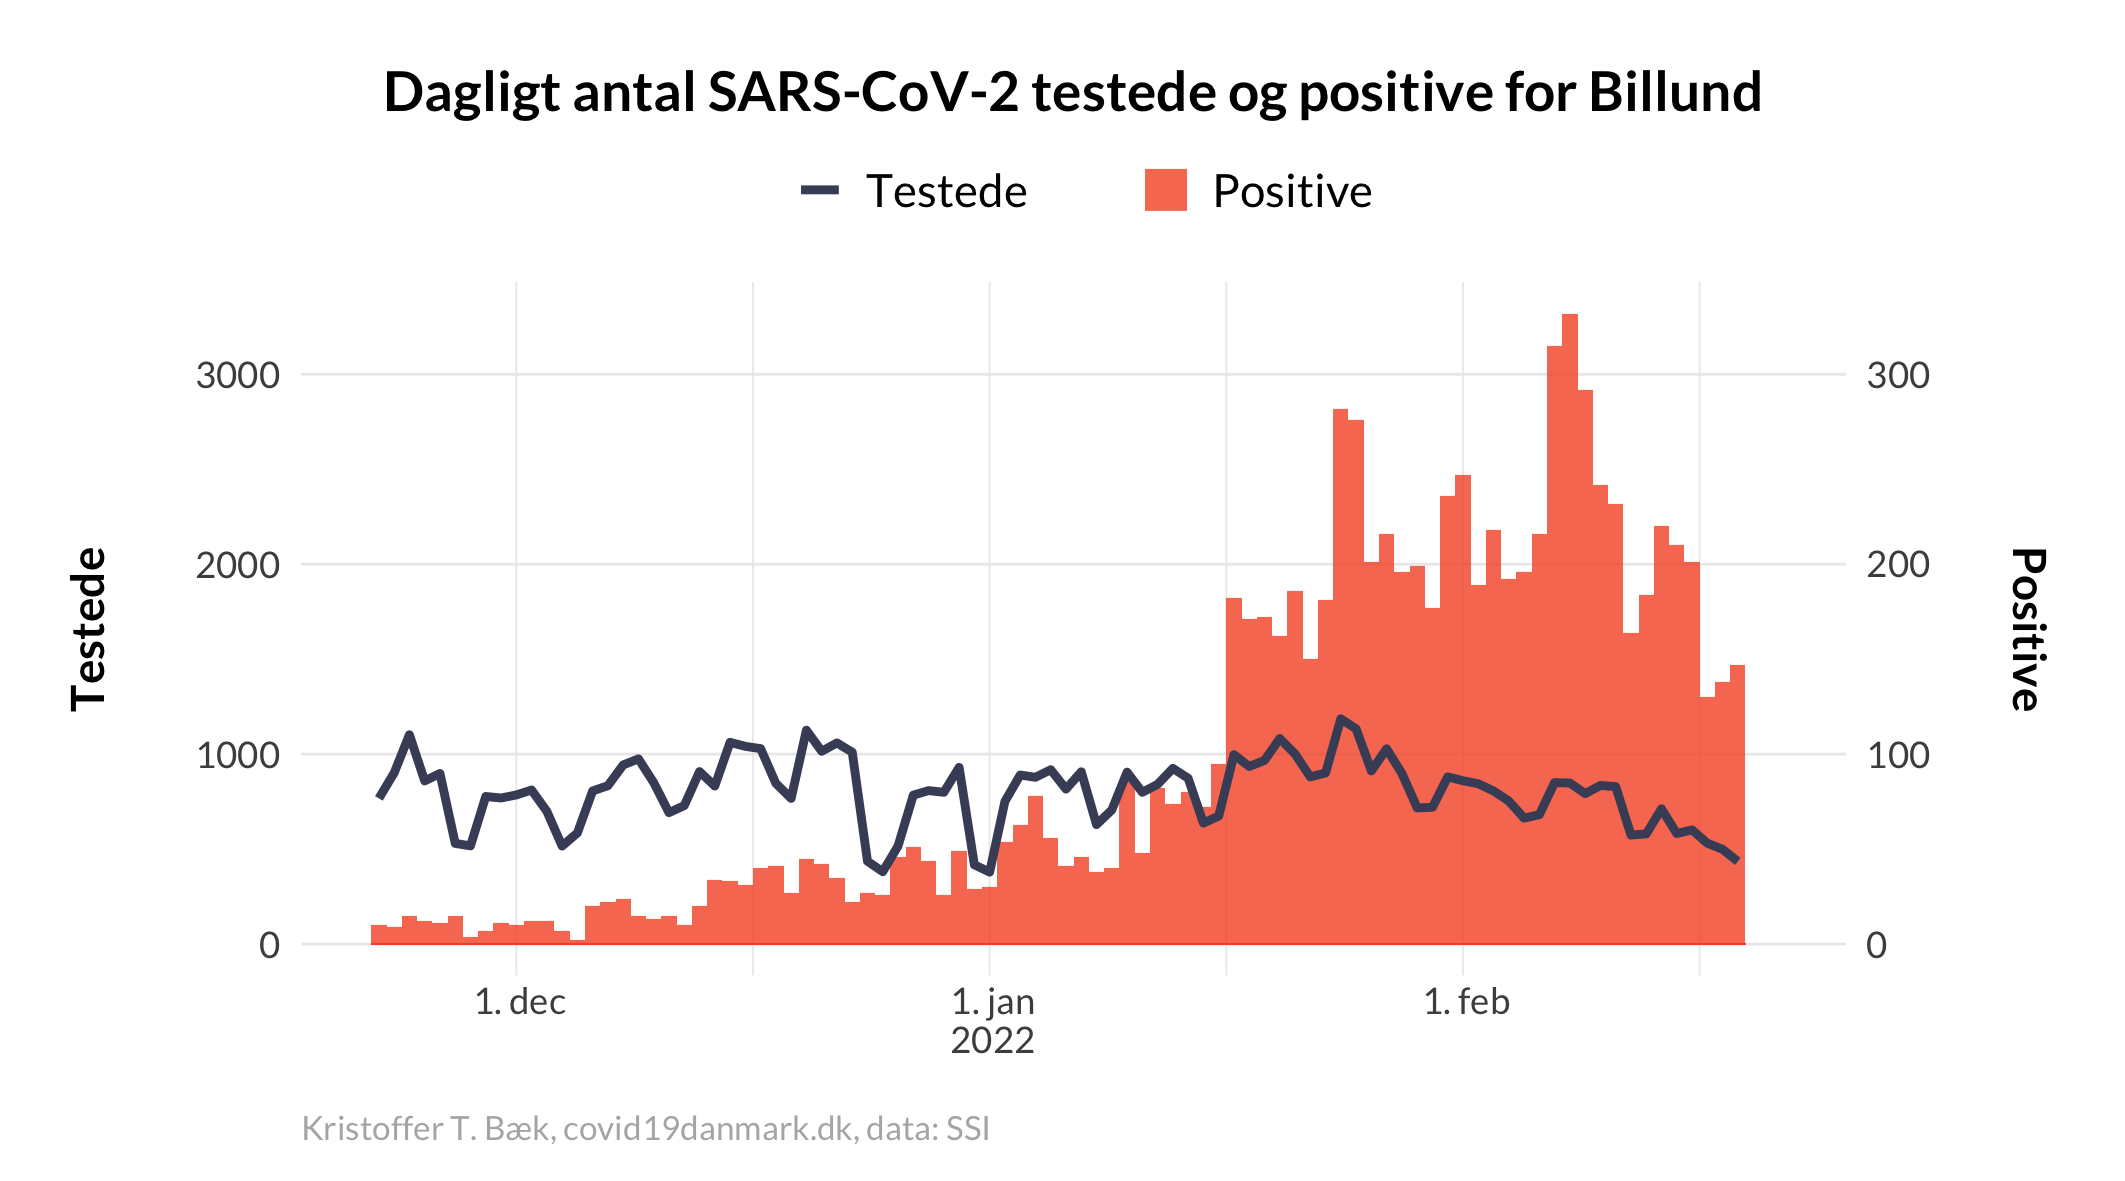 Dagligt antal SARS-CoV-2 testede og positive for Billund
Testede
Positive
3000
2000
1000
0
300
200
100
0
Testede
Positive
1. dec
1. jan
2022
1. feb
Kristoffer T. Bæk, covid19danmark.dk, data: SSI